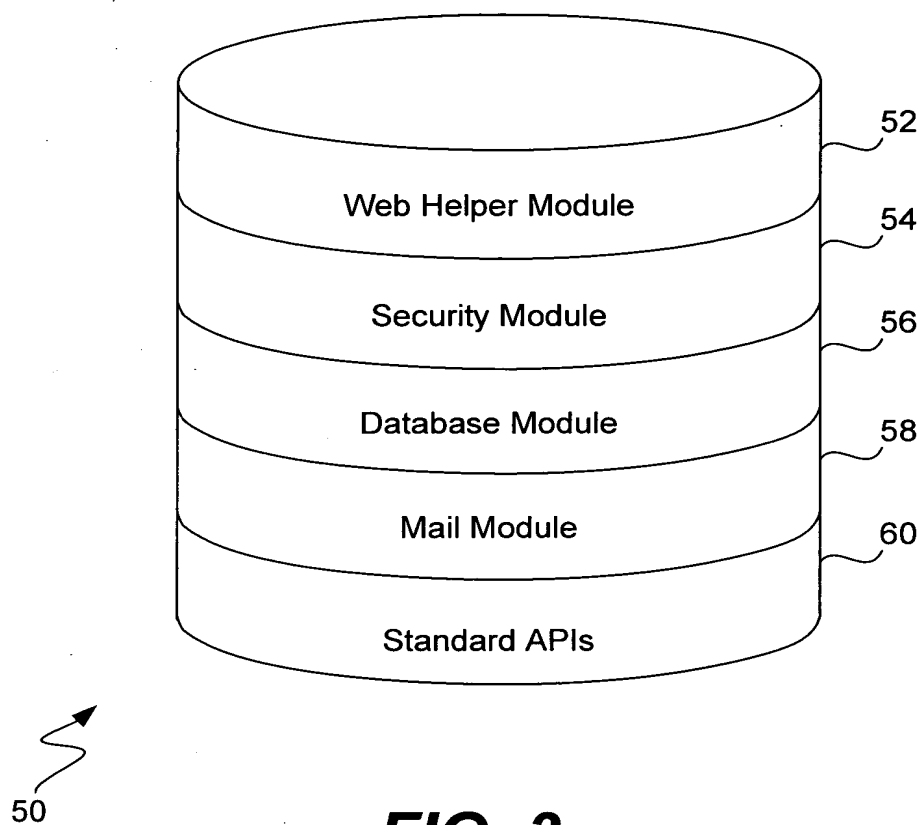 52
Web Helper Module
54
Security Module
56
Database Module
58
Mail Module
60
Standard APIs
50